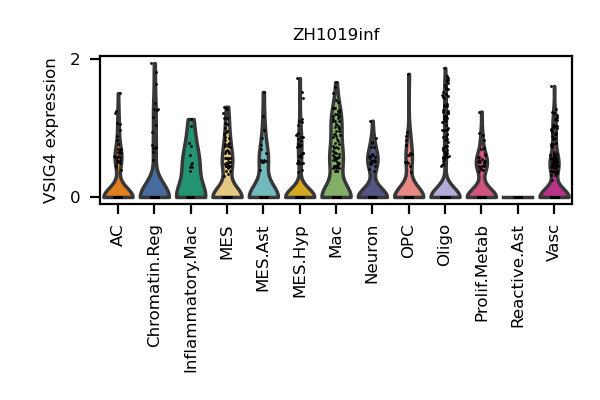 ZH1019inf
VSIG4 expression
2
0
AC
Chromatin.Reg
Inflammatory.Mac
MES
MES.Ast
MES.Hyp
Mac
Neuron
OPC
Oligo
Prolif.Metab
Reactive.Ast
Vasc